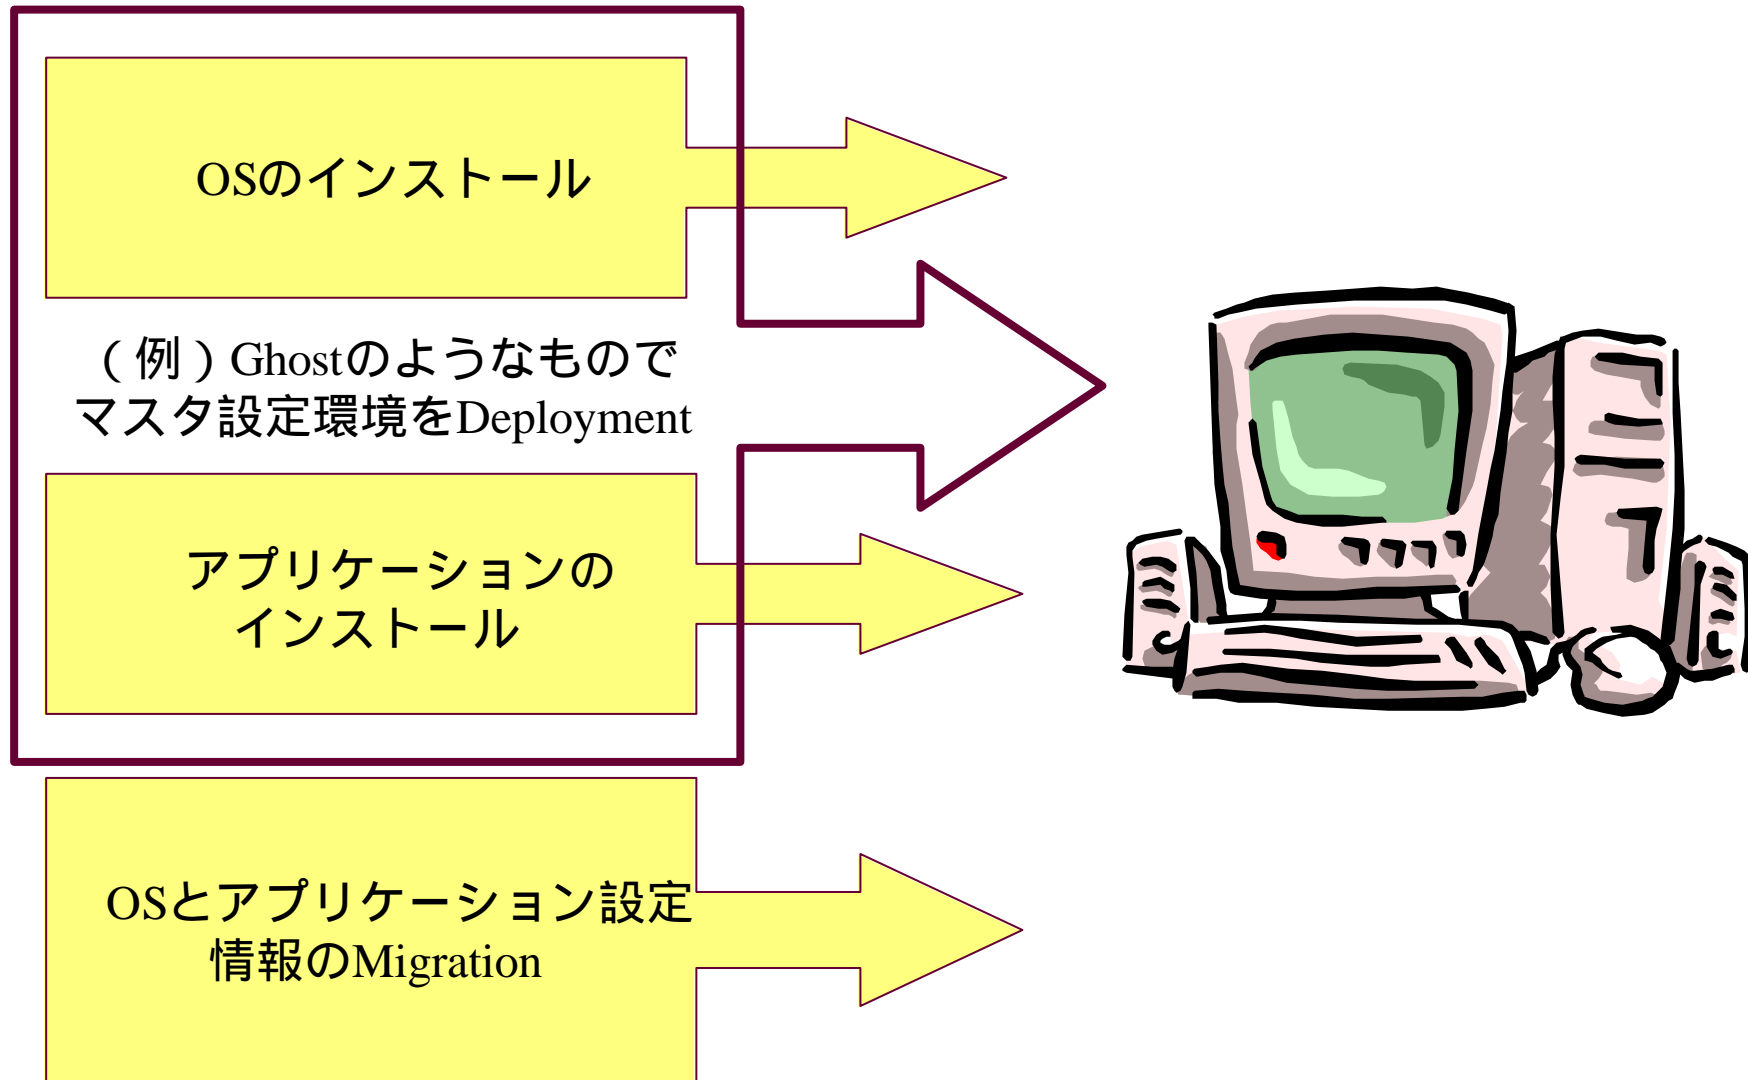 OSのインストール
（例）Ghostのようなもので
マスタ設定環境をDeployment
アプリケーションの
インストール
OSとアプリケーション設定
情報のMigration